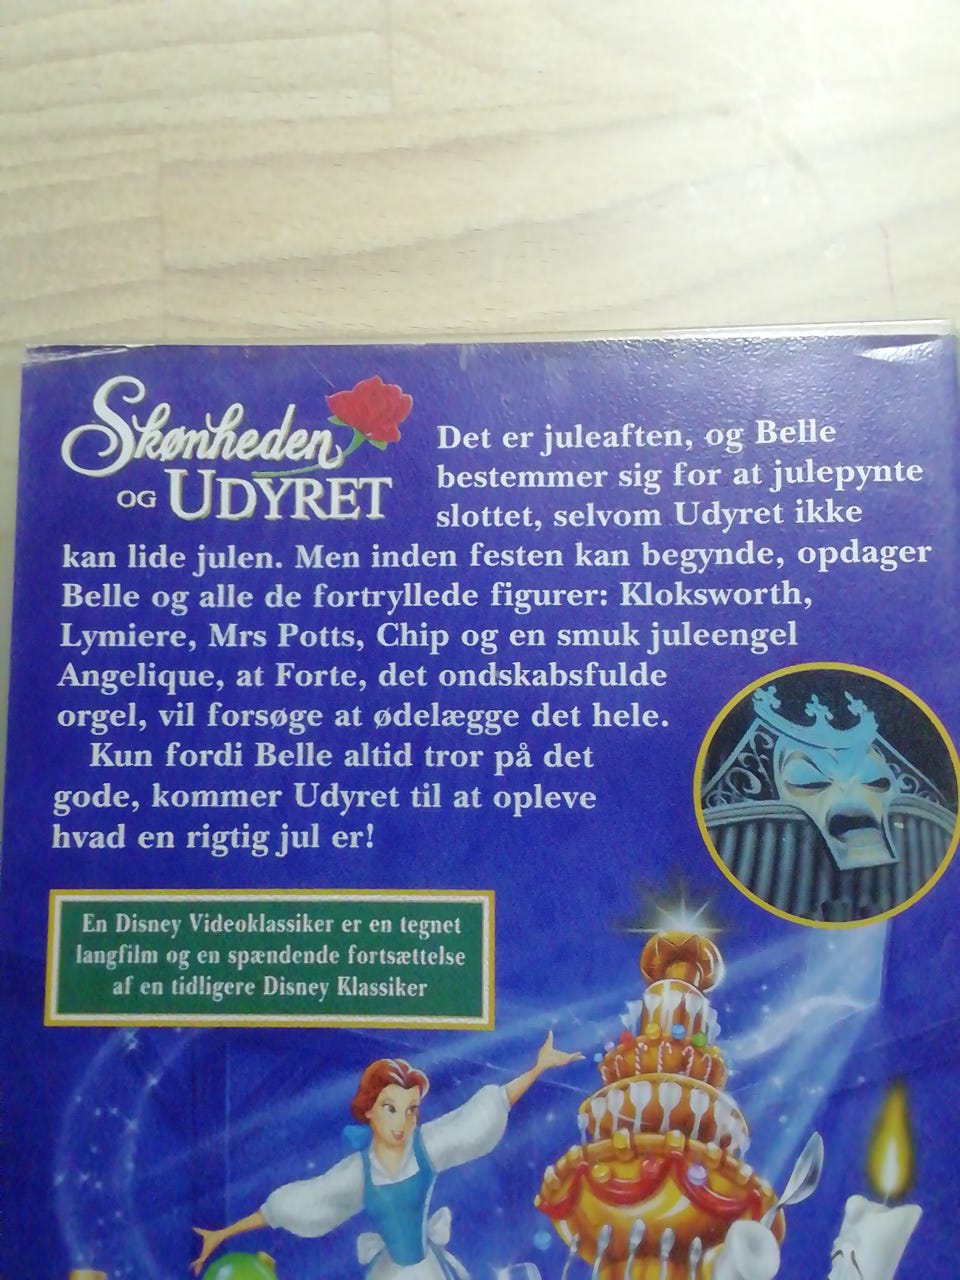 Skønheden
OG UDYRET
Det er juleaften, og Belle
bestemmer sig for at julepynte
slottet, selvom Udyret ikke
kan lide julen. Men inden festen kan begynde, opdager
Belle og alle de fortryllede figurer: Kloksworth,
Lymiere, Mrs Potts, Chip og en smuk juleengel
Angelique, at Forte, det ondskabsfulde
orgel, vil forsøge at ødelægge det hele.
Kun fordi Belle altid tror på det
gode, kommer Udyret til at opleve
hvad en rigtig jul er!
En Disney Videoklassiker er en tegnet
langfilm og en spændende fortsættelse
af en tidligere Disney Klassiker